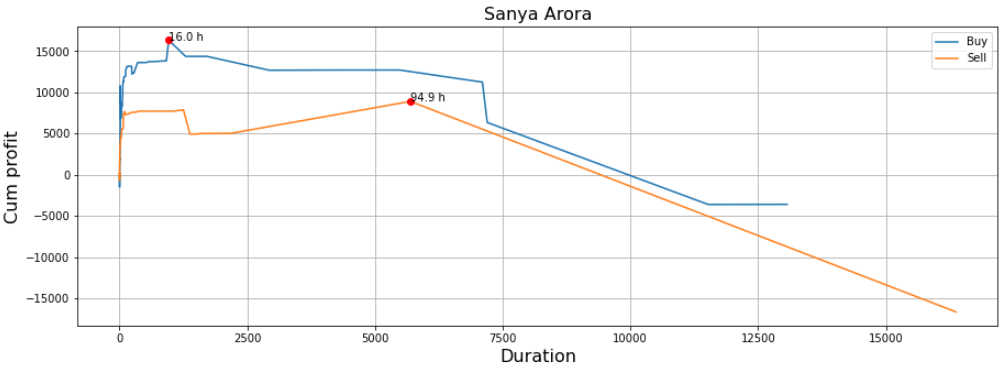 Sanya Arora
16.0 h
94.9 h
Buy
Sell
Cum profit
15000
10000
5000
0
−5000
−10000
−15000
0
2500
5000
7500
10000
12500
15000
Duration